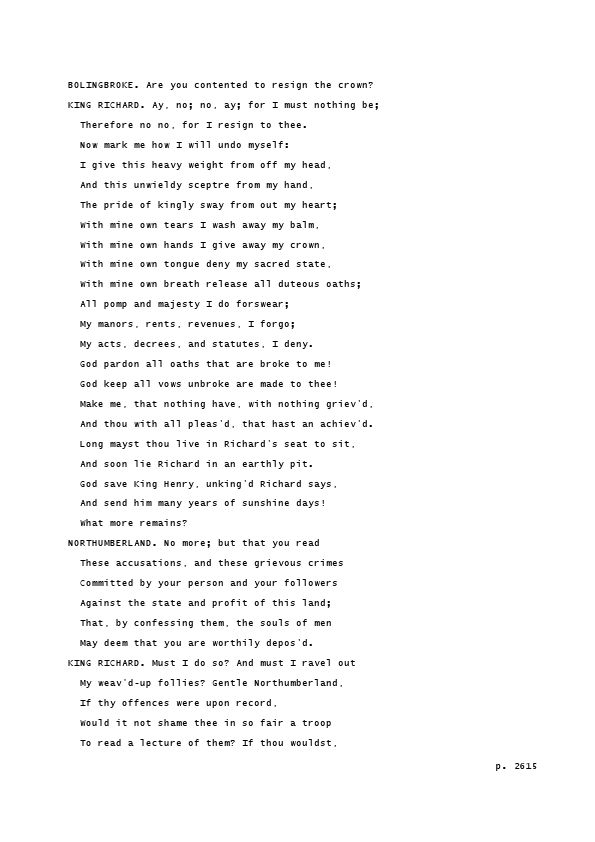 BOLINGBROKE. Are you contented to resign the crown?
KING RICHARD. Ay, no; no, ay; for I must nothing be;
Therefore no no, for I resign to thee.
Now mark me how I will undo myself:
I give this heavy weight from off my head,
And this unwieldy sceptre from my hand,
The pride of kingly sway from out my heart;
With mine own tears I wash away my balm,
With mine own hands I give away my crown,
With mine own tongue deny my sacred state,
With mine own breath release all duteous oaths;
All pomp and majesty I do forswear;
My manors, rents, revenues, I forgo;
My acts, decrees, and statutes, I deny.
God pardon all oaths that are broke to me!
God keep all vows unbroke are made to thee!
Make me, that nothing have, with nothing griev'd,
And thou with all pleas'd, that hast an achiev'd.
Long mayst thou live in Richard's seat to sit,
And soon lie Richard in an earthly pit.
God save King Henry, unking'd Richard says,
And send him many years of sunshine days!
What more remains?
NORTHUMBERLAND. No more; but that you read
These accusations, and these grievous crimes
Committed by your person and your followers
Against the state and profit of this land;
That, by confessing them, the souls of men
May deem that you are worthily depos'd.
KING RICHARD. Must I do so? And must I ravel out
My weav'd-up follies? Gentle Northumberland,
If thy offences were upon record,
Would it not shame thee in so fair a troop
To read a lecture of them? If thou wouldst,
p. 2615